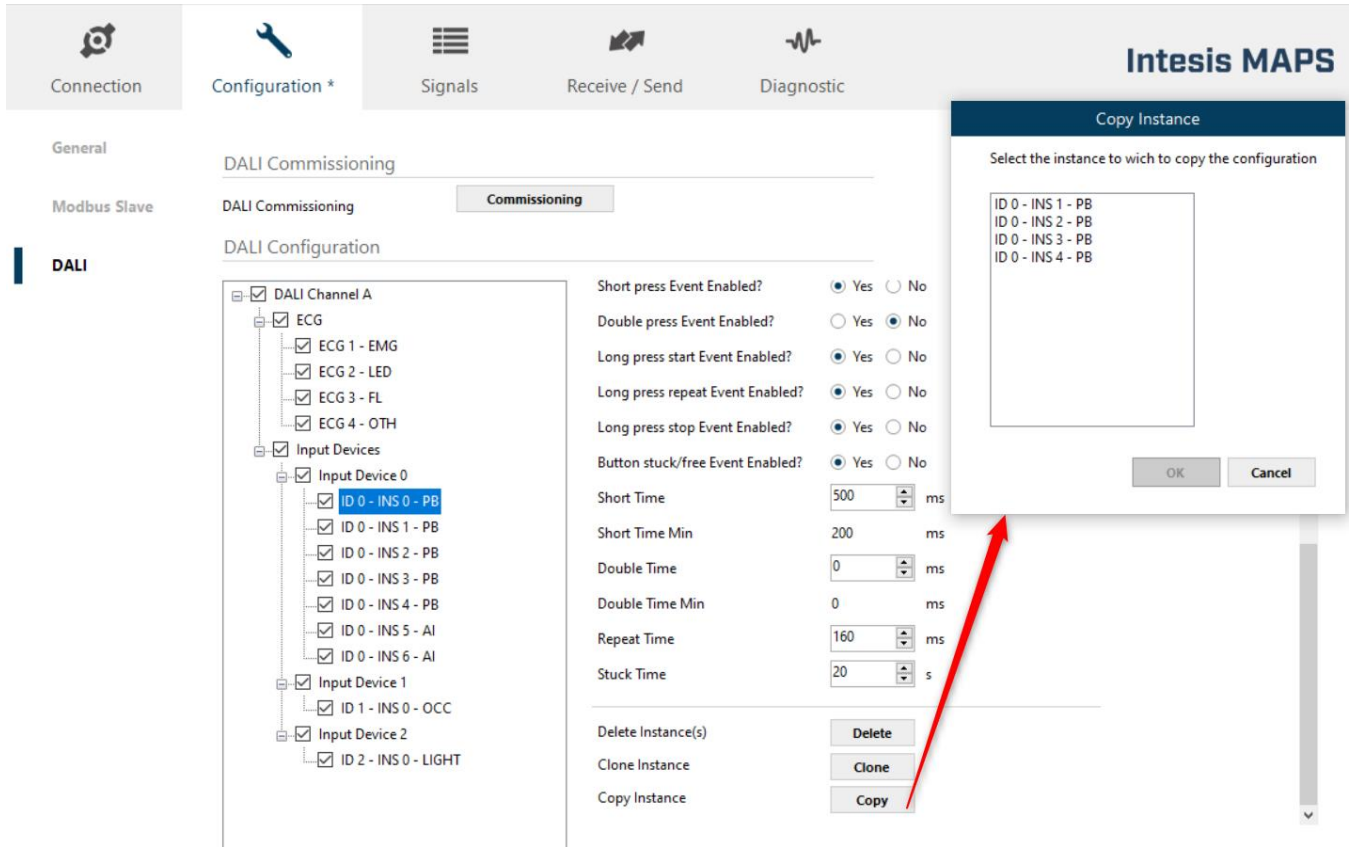 Connection
Configuration *
Signals
Receive / Send
Diagnostic
Intesis MAPS
General
Modbus Slave
DALI
DALI Commissioning
DALI Commissioning
Commissioning
DALI Configuration
DALI Channel A
ECG
ECG 1 - EMG
ECG 2 - LED
ECG 3 - FL
ECG 4 - OTH
Input Devices
Input Device 0
ID 0 - INS 0 - PB
ID 0 - INS 1 - PB
ID 0 - INS 2 - PB
ID 0 - INS 3 - PB
ID 0 - INS 4 - PB
ID 0 - INS 5 - AI
ID 0 - INS 6 - AI
Input Device 1
ID 1 - INS 0 - OCC
Input Device 2
ID 2 - INS 0 - LIGHT
Short press Event Enabled? Yes No
Double press Event Enabled? Yes No
Long press start Event Enabled? Yes No
Long press repeat Event Enabled? Yes No
Long press stop Event Enabled? Yes No
Button stuck/free Event Enabled? Yes No
Short Time 500 ms
Short Time Min 200 ms
Double Time 0 ms
Double Time Min 0 ms
Repeat Time 160 ms
Stuck Time 20 s
Delete Instance(s) Delete
Clone Instance Clone
Copy Instance Copy
Copy Instance
Select the instance to wich to copy the configuration
ID 0 - INS 1 - PB
ID 0 - INS 2 - PB
ID 0 - INS 3 - PB
ID 0 - INS 4 - PB
OK Cancel